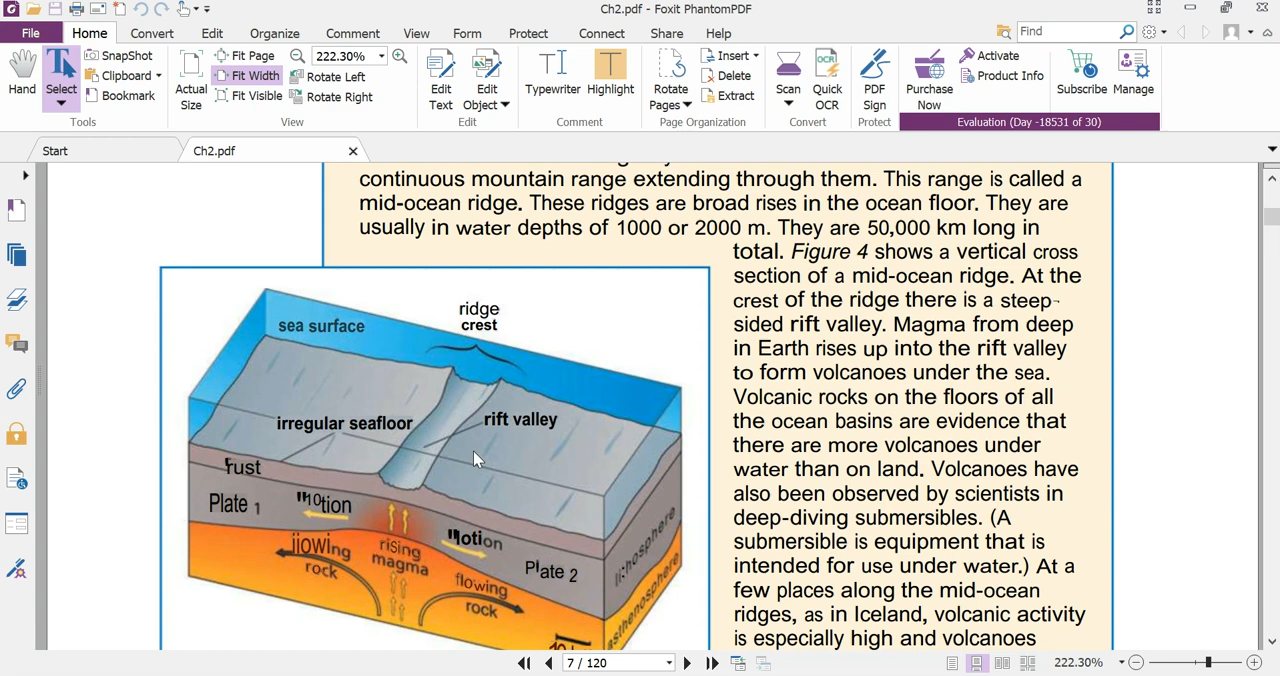 Ch2.pdf - Foxit PhantomPDF
File Home Convert Edit Organize Comment View Form Protect Connect Share Help Find
Hand
Select
SnapShot
Clipboard
Bookmark
Tools
Actual Size
Fit Page
Fit Width
Fit Visible
222.30%
Rotate Left
Rotate Right
View
Edit Text
Edit Object
Edit
Typewriter
Highlight
Comment
Rotate Pages
Insert
Delete
Extract
Page Organization
Scan
OCR
Quick OCR
Convert
PDF Sign
Protect
Purchase Now
Activate
Product Info
Subscribe
Manage
Evaluation (Day -18531 of 30)
Start
Ch2.pdf
continuous mountain range extending through them. This range is called a
mid-ocean ridge. These ridges are broad rises in the ocean floor. They are
usually in water depths of 1000 or 2000 m. They are 50,000 km long in
total. Figure 4 shows a vertical cross
section of a mid-ocean ridge. At the
crest of the ridge there is a steep-
sided rift valley. Magma from deep
in Earth rises up into the rift valley
to form volcanoes under the sea.
Volcanic rocks on the floors of all
the ocean basins are evidence that
there are more volcanoes under
water than on land. Volcanoes have
also been observed by scientists in
deep-diving submersibles. (A
submersible is equipment that is
intended for use under water.) At a
few places along the mid-ocean
ridges, as in Iceland, volcanic activity
is especially high and volcanoes
sea surface
ridge
crest
irregular seafloor
rift valley
rust
Plate 1
"10tion
"lotion
Plate 2
flowing
rock
rising
magma
flowing
rock
lithosphere
asthenosphere
7 / 120
222.30%